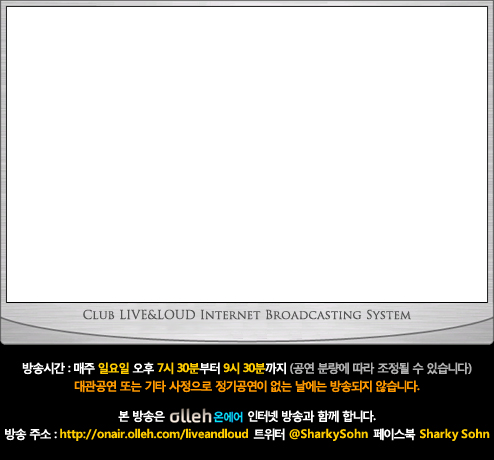 Club LIVE&LOUD Internet Broadcasting System
방송시간 : 매주 일요일 오후 7시 30분부터 9시 30분까지 (공연 분량에 따라 조정될 수 있습니다)
대관공연 또는 기타 사정으로 정기공연이 없는 날에는 방송되지 않습니다.
본 방송은 olleh 온에어 인터넷 방송과 함께 합니다.
방송 주소 : http://onair.olleh.com/liveandloud 트위터 @SharkySohn 페이스북 Sharky Sohn